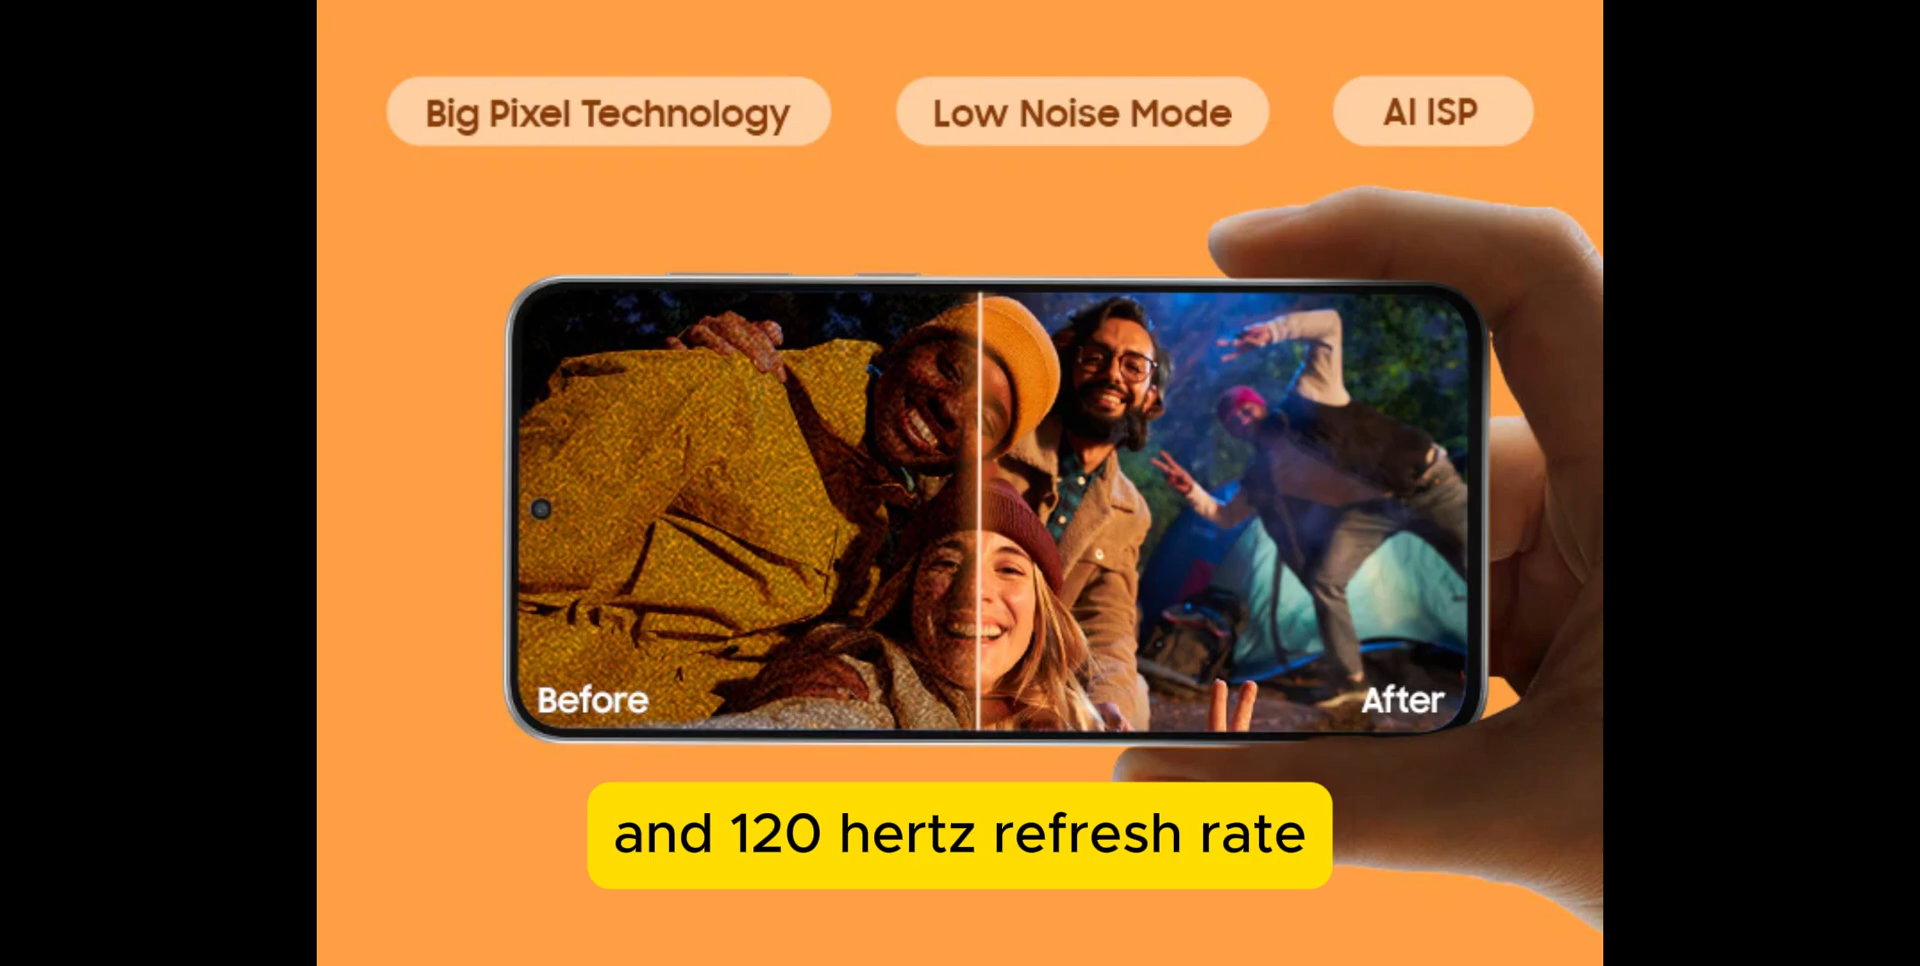 Big Pixel Technology
Low Noise Mode
AI ISP
Before
After
and 120 hertz refresh rate